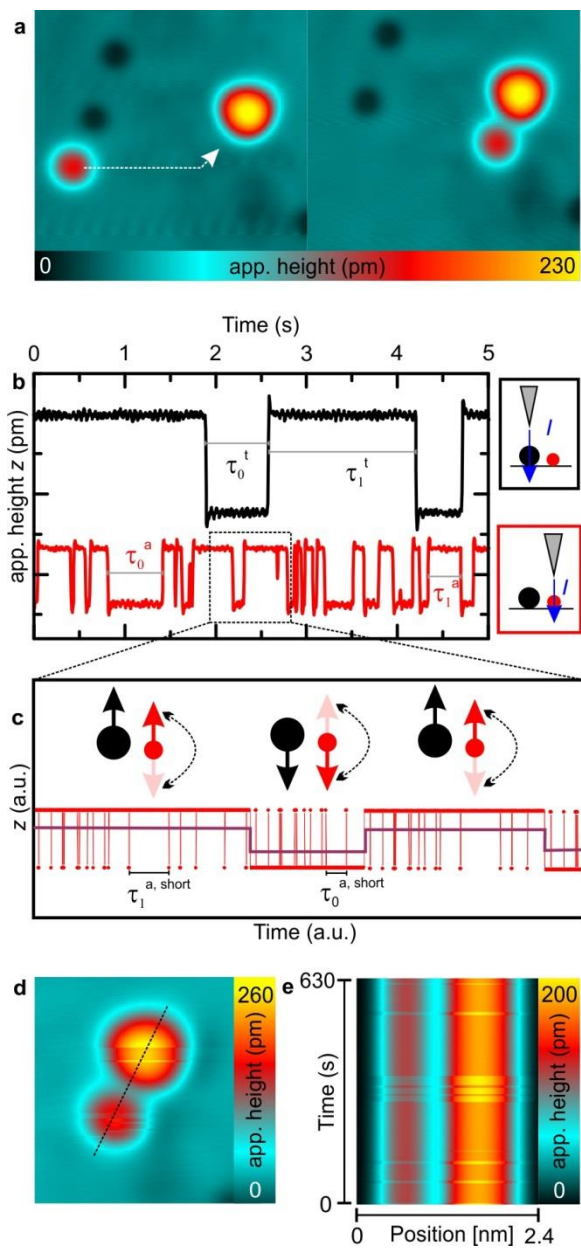 a
0 app. height (pm) 230
Time (s)
0 1 2 3 4 5
b
app. height z (pm)
τ₀ᵗ τ₁ᵗ
I
τ₀ᵃ τ₁ᵃ
I
c
z (a.u.)
τ₁ᵃ, ˢʰᵒʳᵗ τ₀ᵃ, ˢʰᵒʳᵗ
Time (a.u.)
d
260
app. height (pm)
0
e
630
Time (s)
0
200
app. height (pm)
0
0 Position [nm] 2.4